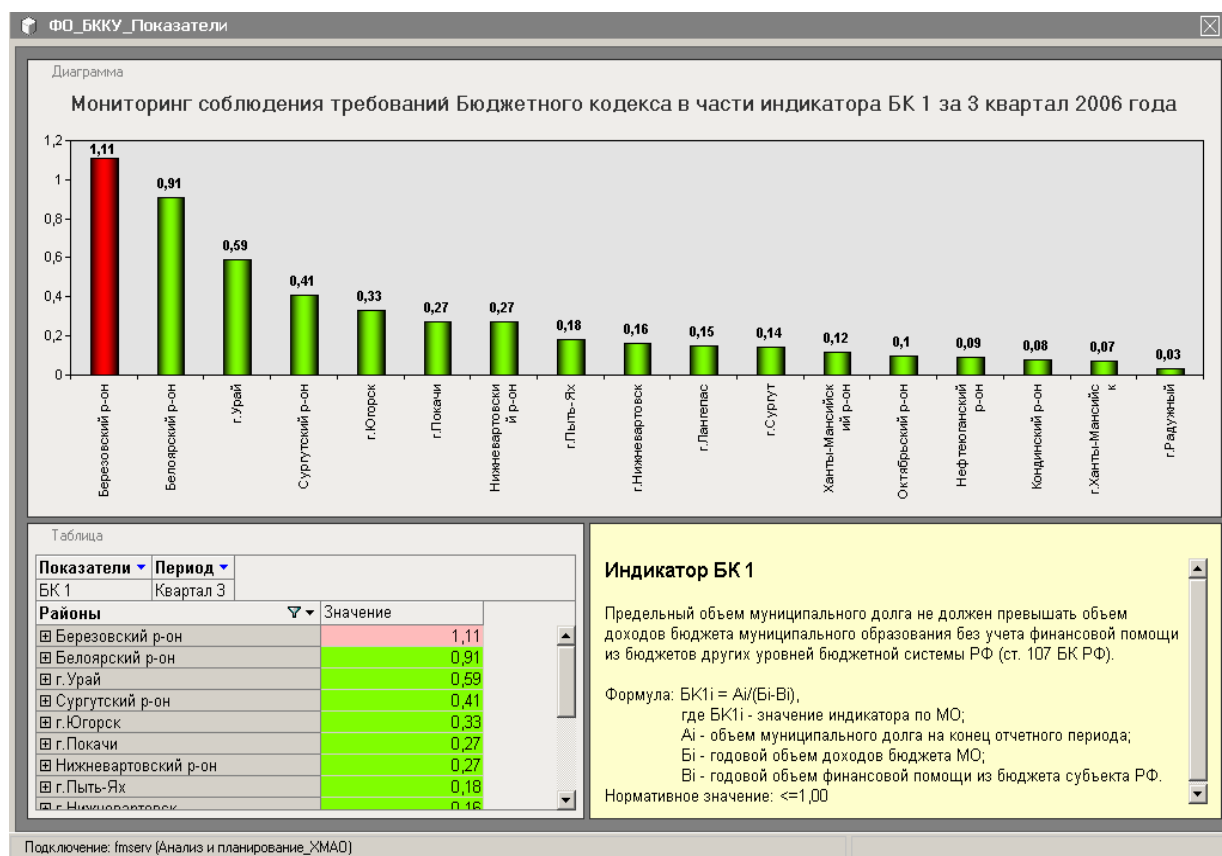 ФО_БККУ_Показатели
Диаграмма
Мониторинг соблюдения требований Бюджетного кодекса в части индикатора БК 1 за 3 квартал 2006 года
1,2
1
0,8
0,6
0,4
0,2
0
1,11
0,91
0,59
0,41
0,33
0,27
0,27
0,18
0,16
0,15
0,14
0,12
0,1
0,09
0,08
0,07
0,03
Березовский р-он
Белоярский р-он
г.Урай
Сургутский р-он
г.Югорск
г.Покачи
Нижневартовски
й р-он
г.Пыть-Ях
г.Нижневартовск
г.Лангепас
г.Сургут
Ханты-Мансийск
ий р-он
Октябрьский р-он
Нефтеюганский
р-он
Кондинский р-он
г.Ханты-Мансийс
к
г.Радужный
Таблица
Показатели Период
БК 1 Квартал 3
Районы Значение
Березовский р-он 1,11
Белоярский р-он 0,91
г.Урай 0,59
Сургутский р-он 0,41
г.Югорск 0,33
г.Покачи 0,27
Нижневартовский р-он 0,27
г.Пыть-Ях 0,18
г.Нижневартовск 0,16
Индикатор БК 1
Предельный объем муниципального долга не должен превышать объем
доходов бюджета муниципального образования без учета финансовой помощи
из бюджетов других уровней бюджетной системы РФ (ст. 107 БК РФ).
Формула: БК1i = Ai/(Бi-Вi),
где БК1i - значение индикатора по МО;
Ai - объем муниципального долга на конец отчетного периода;
Бi - годовой объем доходов бюджета МО;
Вi - годовой объем финансовой помощи из бюджета субъекта РФ.
Нормативное значение: <=1,00
Подключение: fmserv (Анализ и планирование_ХМАО)